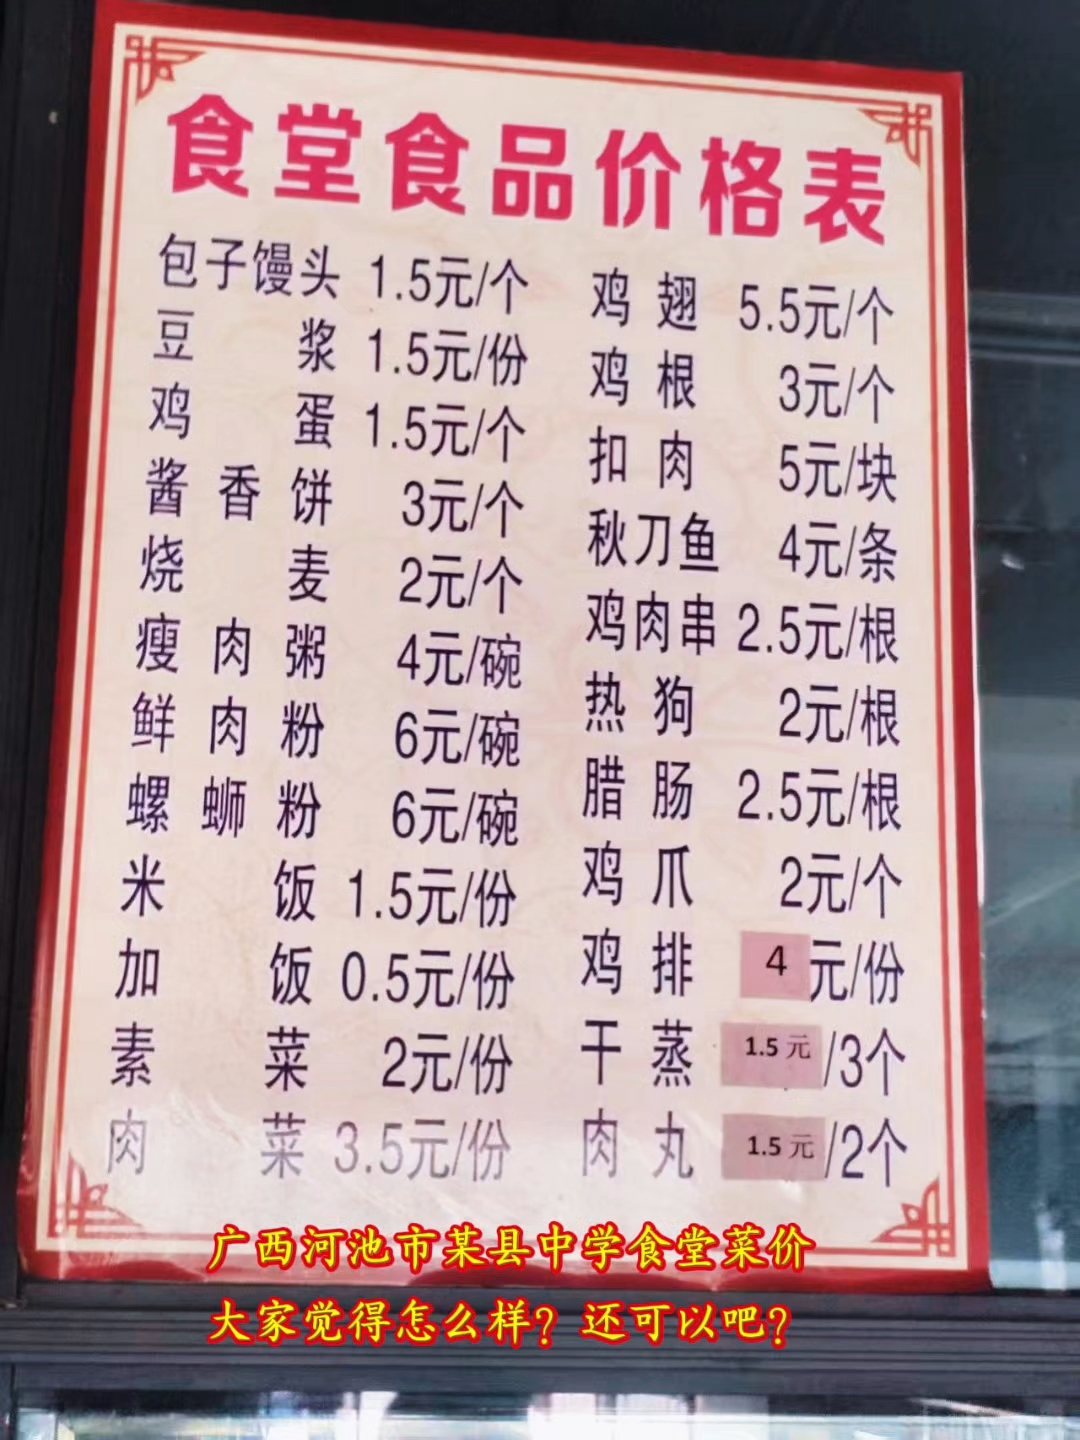 食堂食品价格表
包子馒头 1.5元/个
豆浆 1.5元/份
鸡蛋 1.5元/个
酱香饼 3元/个
烧麦 2元/个
瘦肉粥 4元/碗
鲜肉粉 6元/碗
螺蛳粉 6元/碗
米饭 1.5元/份
加饭 0.5元/份
素菜 2元/份
肉菜 3.5元/份
鸡翅 5.5元/个
鸡根 3元/个
扣肉 5元/块
秋刀鱼 4元/条
鸡肉串 2.5元/根
热狗 2元/根
腊肠 2.5元/根
鸡爪 2元/个
鸡排 4元/份
干蒸 1.5元/3个
肉丸 1.5元/2个
广西河池市某县中学食堂菜价
大家觉得怎么样？还可以吧？